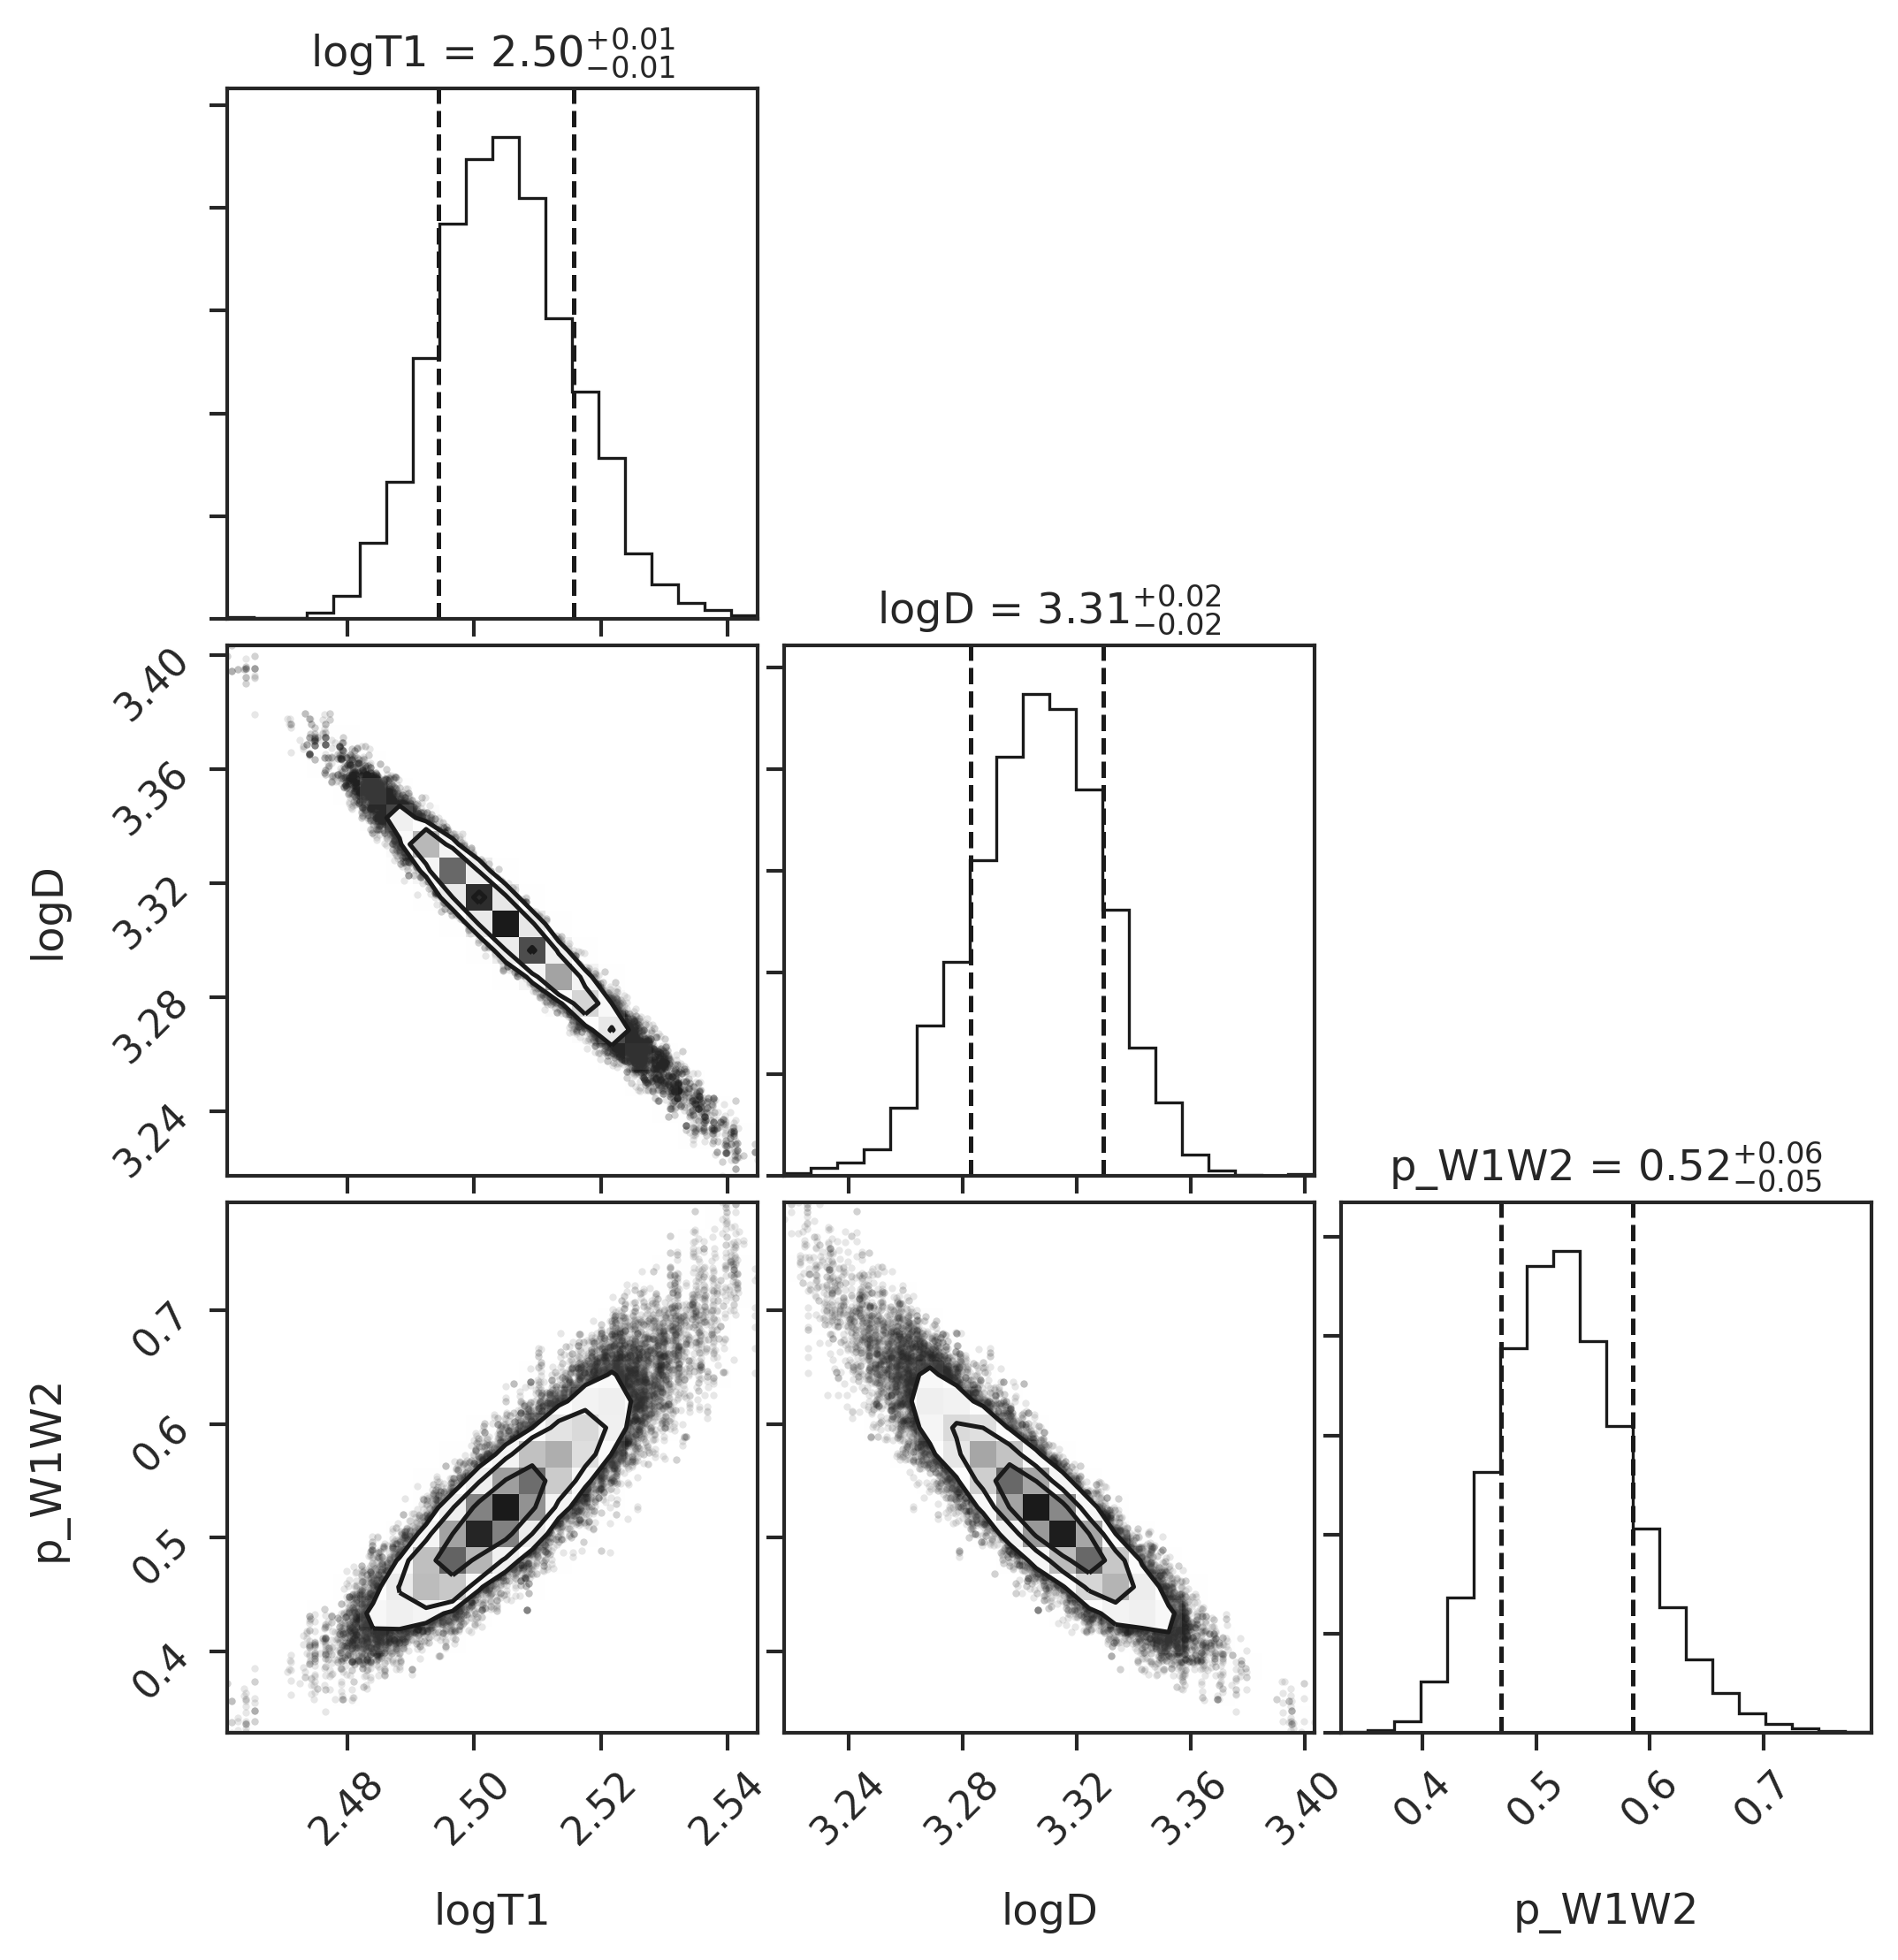 logT1 = 2.50 +0.01 −0.01
logD = 3.31 +0.02 −0.02
3.40
3.36
3.32
3.28
3.24
logD
p_W1W2 = 0.52 +0.06 −0.05
0.7
0.6
0.5
0.4
p_W1W2
2.48 2.50 2.52 2.54 3.24 3.28 3.32 3.36 3.40 0.4 0.5 0.6 0.7
logT1 logD p_W1W2